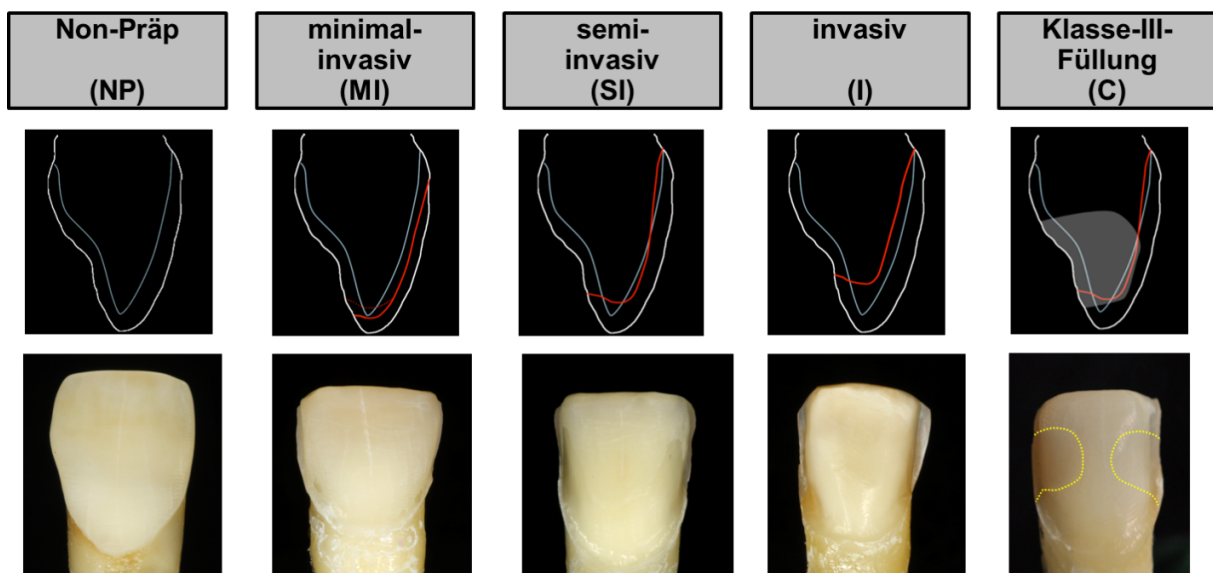 Non-Präp
(NP)
minimal-
invasiv
(MI)
semi-
invasiv
(SI)
invasiv
(I)
Klasse-III-
Füllung
(C)